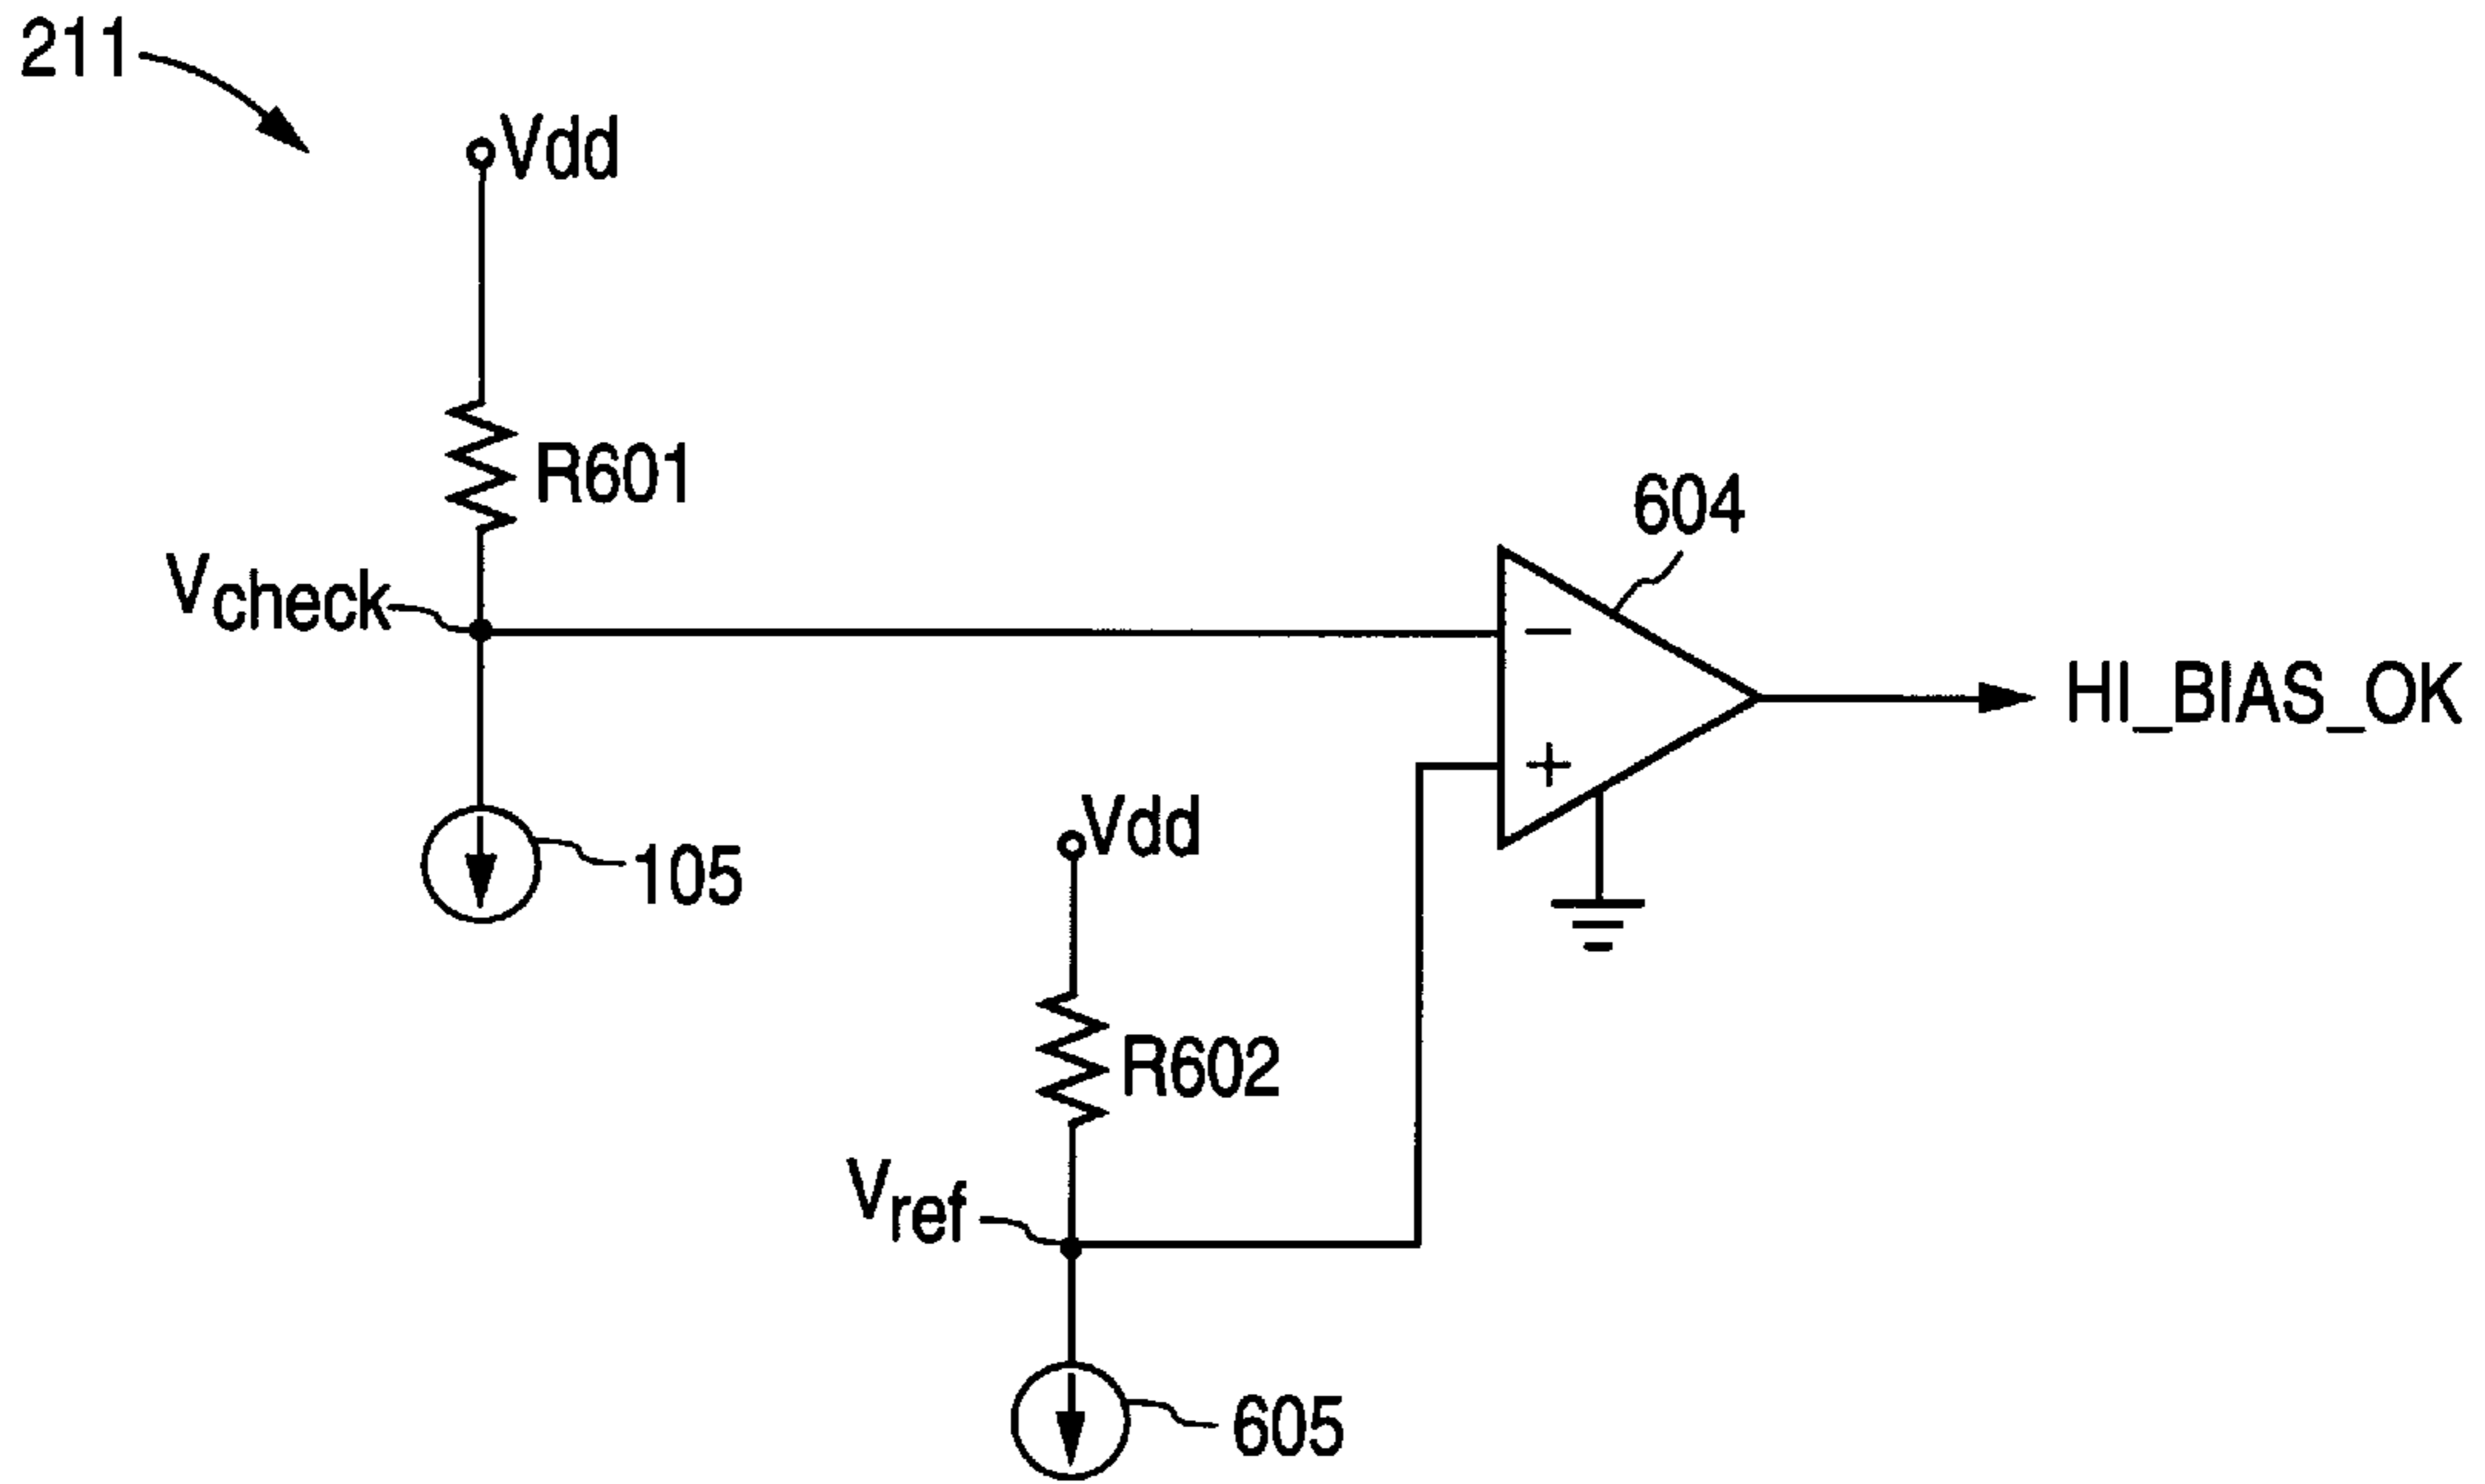 211
Vdd
R601
Vcheck
604
−
HI_BIAS_OK
+
Vdd
105
R602
Vref
605